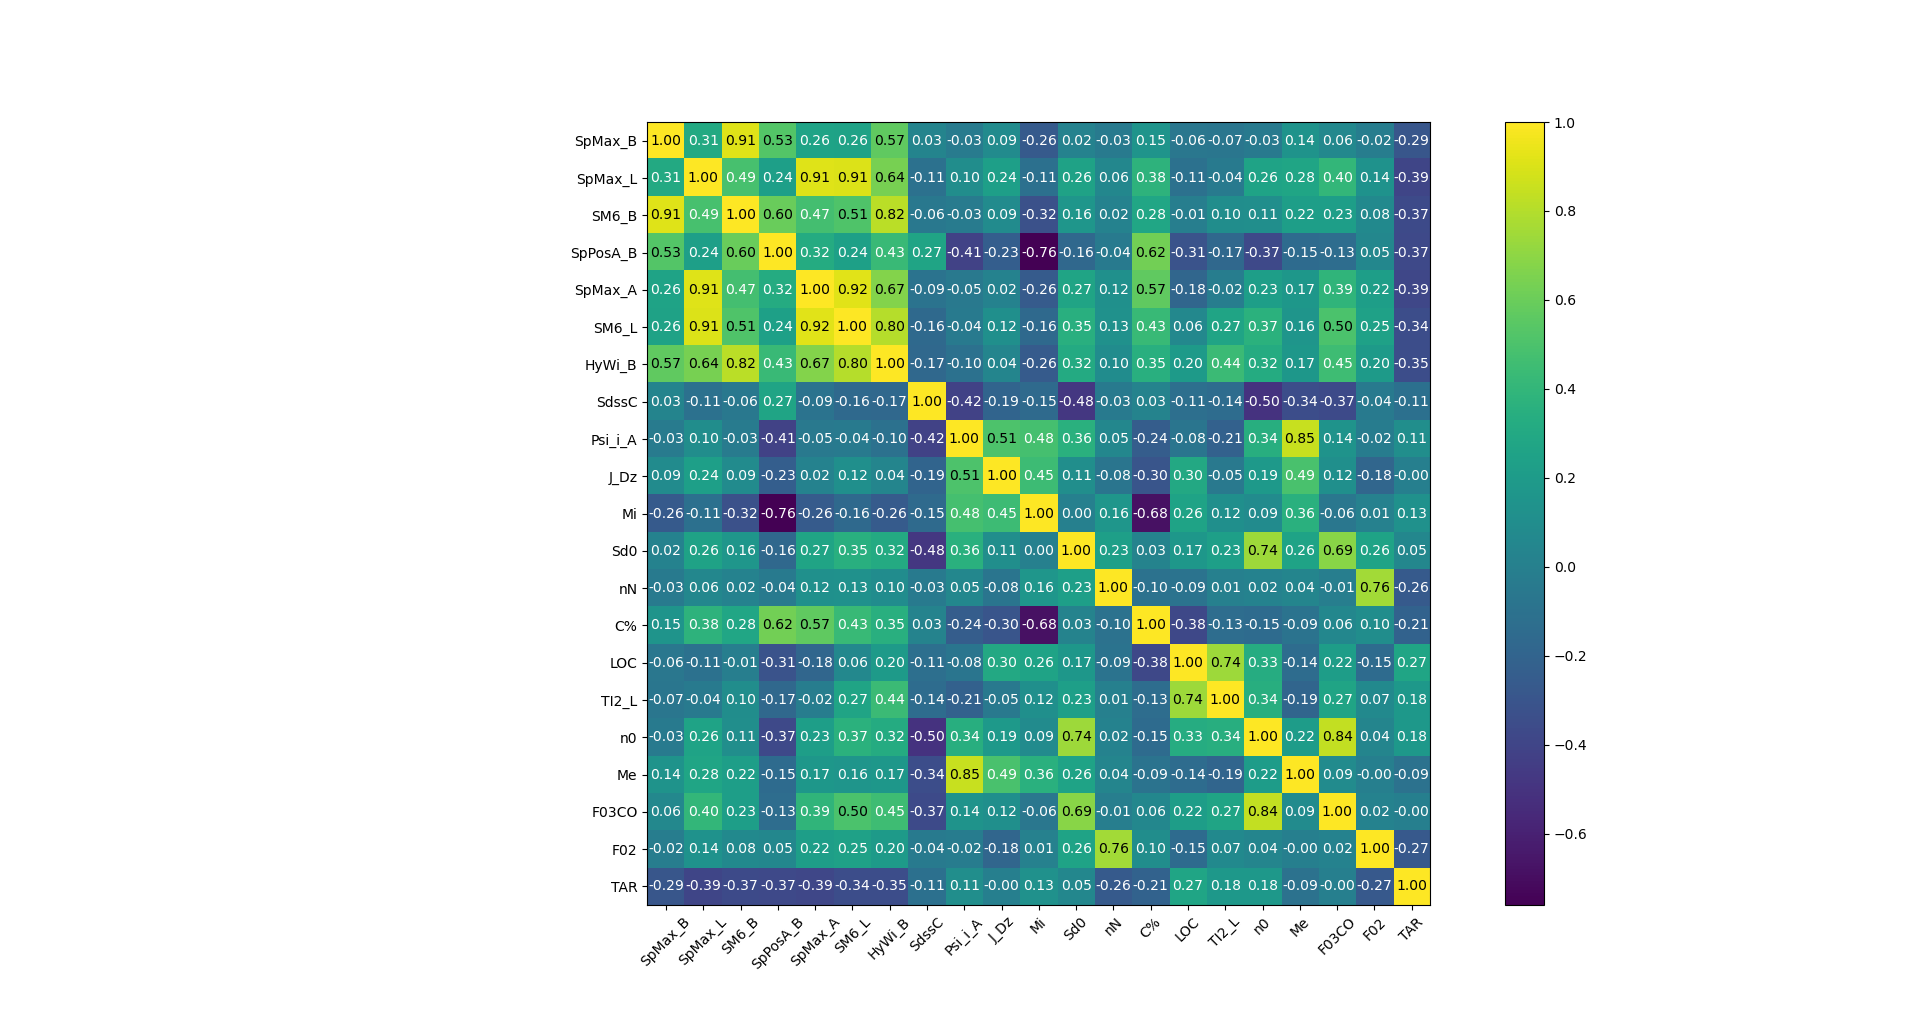 SpMax_B 1.00 0.31 0.91 0.53 0.26 0.26 0.57 0.03 -0.03 0.09 -0.26 0.02 -0.03 0.15 -0.06 -0.07 -0.03 0.14 0.06 -0.02 -0.29
SpMax_L 0.31 1.00 0.49 0.24 0.91 0.91 0.64 -0.11 0.10 0.24 -0.11 0.26 0.06 0.38 -0.11 -0.04 0.26 0.28 0.40 0.14 -0.39
SM6_B 0.91 0.49 1.00 0.60 0.47 0.51 0.82 -0.06 -0.03 0.09 -0.32 0.16 0.02 0.28 -0.01 0.10 0.11 0.22 0.23 0.08 -0.37
SpPosA_B 0.53 0.24 0.60 1.00 0.32 0.24 0.43 0.27 -0.41 -0.23 -0.76 -0.16 -0.04 0.62 -0.31 -0.17 -0.37 -0.15 -0.13 0.05 -0.37
SpMax_A 0.26 0.91 0.47 0.32 1.00 0.92 0.67 -0.09 -0.05 0.02 -0.26 0.27 0.12 0.57 -0.18 -0.02 0.23 0.17 0.39 0.22 -0.39
SM6_L 0.26 0.91 0.51 0.24 0.92 1.00 0.80 -0.16 -0.04 0.12 -0.16 0.35 0.13 0.43 0.06 0.27 0.37 0.16 0.50 0.25 -0.34
HyWi_B 0.57 0.64 0.82 0.43 0.67 0.80 1.00 -0.17 -0.10 0.04 -0.26 0.32 0.10 0.35 0.20 0.44 0.32 0.17 0.45 0.20 -0.35
SdssC 0.03 -0.11 -0.06 0.27 -0.09 -0.16 -0.17 1.00 -0.42 -0.19 -0.15 -0.48 -0.03 0.03 -0.11 -0.14 -0.50 -0.34 -0.37 -0.04 -0.11
Psi_i_A -0.03 0.10 -0.03 -0.41 -0.05 -0.04 -0.10 -0.42 1.00 0.51 0.48 0.36 0.05 -0.24 -0.08 -0.21 0.34 0.85 0.14 -0.02 0.11
J_Dz 0.09 0.24 0.09 -0.23 0.02 0.12 0.04 -0.19 0.51 1.00 0.45 0.11 -0.08 -0.30 0.30 -0.05 0.19 0.49 0.12 -0.18 -0.00
Mi -0.26 -0.11 -0.32 -0.76 -0.26 -0.16 -0.26 -0.15 0.48 0.45 1.00 0.00 0.16 -0.68 0.26 0.12 0.09 0.36 -0.06 0.01 0.13
Sd0 0.02 0.26 0.16 -0.16 0.27 0.35 0.32 -0.48 0.36 0.11 0.00 1.00 0.23 0.03 0.17 0.23 0.74 0.26 0.69 0.26 0.05
nN -0.03 0.06 0.02 -0.04 0.12 0.13 0.10 -0.03 0.05 -0.08 0.16 0.23 1.00 -0.10 -0.09 0.01 0.02 0.04 -0.01 0.76 -0.26
C% 0.15 0.38 0.28 0.62 0.57 0.43 0.35 0.03 -0.24 -0.30 -0.68 0.03 -0.10 1.00 -0.38 -0.13 -0.15 -0.09 0.06 0.10 -0.21
LOC -0.06 -0.11 -0.01 -0.31 -0.18 0.06 0.20 -0.11 -0.08 0.30 0.26 0.17 -0.09 -0.38 1.00 0.74 0.33 -0.14 0.22 -0.15 0.27
TI2_L -0.07 -0.04 0.10 -0.17 -0.02 0.27 0.44 -0.14 -0.21 -0.05 0.12 0.23 0.01 -0.13 0.74 1.00 0.34 -0.19 0.27 0.07 0.18
n0 -0.03 0.26 0.11 -0.37 0.23 0.37 0.32 -0.50 0.34 0.19 0.09 0.74 0.02 -0.15 0.33 0.34 1.00 0.22 0.84 0.04 0.18
Me 0.14 0.28 0.22 -0.15 0.17 0.16 0.17 -0.34 0.85 0.49 0.36 0.26 0.04 -0.09 -0.14 -0.19 0.22 1.00 0.09 -0.00 -0.09
F03CO 0.06 0.40 0.23 -0.13 0.39 0.50 0.45 -0.37 0.14 0.12 -0.06 0.69 -0.01 0.06 0.22 0.27 0.84 0.09 1.00 0.02 -0.00
F02 -0.02 0.14 0.08 0.05 0.22 0.25 0.20 -0.04 -0.02 -0.18 0.01 0.26 0.76 0.10 -0.15 0.07 0.04 -0.00 0.02 1.00 -0.27
TAR -0.29 -0.39 -0.37 -0.37 -0.39 -0.34 -0.35 -0.11 0.11 -0.00 0.13 0.05 -0.26 -0.21 0.27 0.18 0.18 -0.09 -0.00 -0.27 1.00
SpMax_B SpMax_L SM6_B SpPosA_B SpMax_A SM6_L HyWi_B SdssC Psi_i_A J_Dz Mi Sd0 nN C% LOC TI2_L n0 Me F03CO F02 TAR
1.0
0.8
0.6
0.4
0.2
0.0
−0.2
−0.4
−0.6